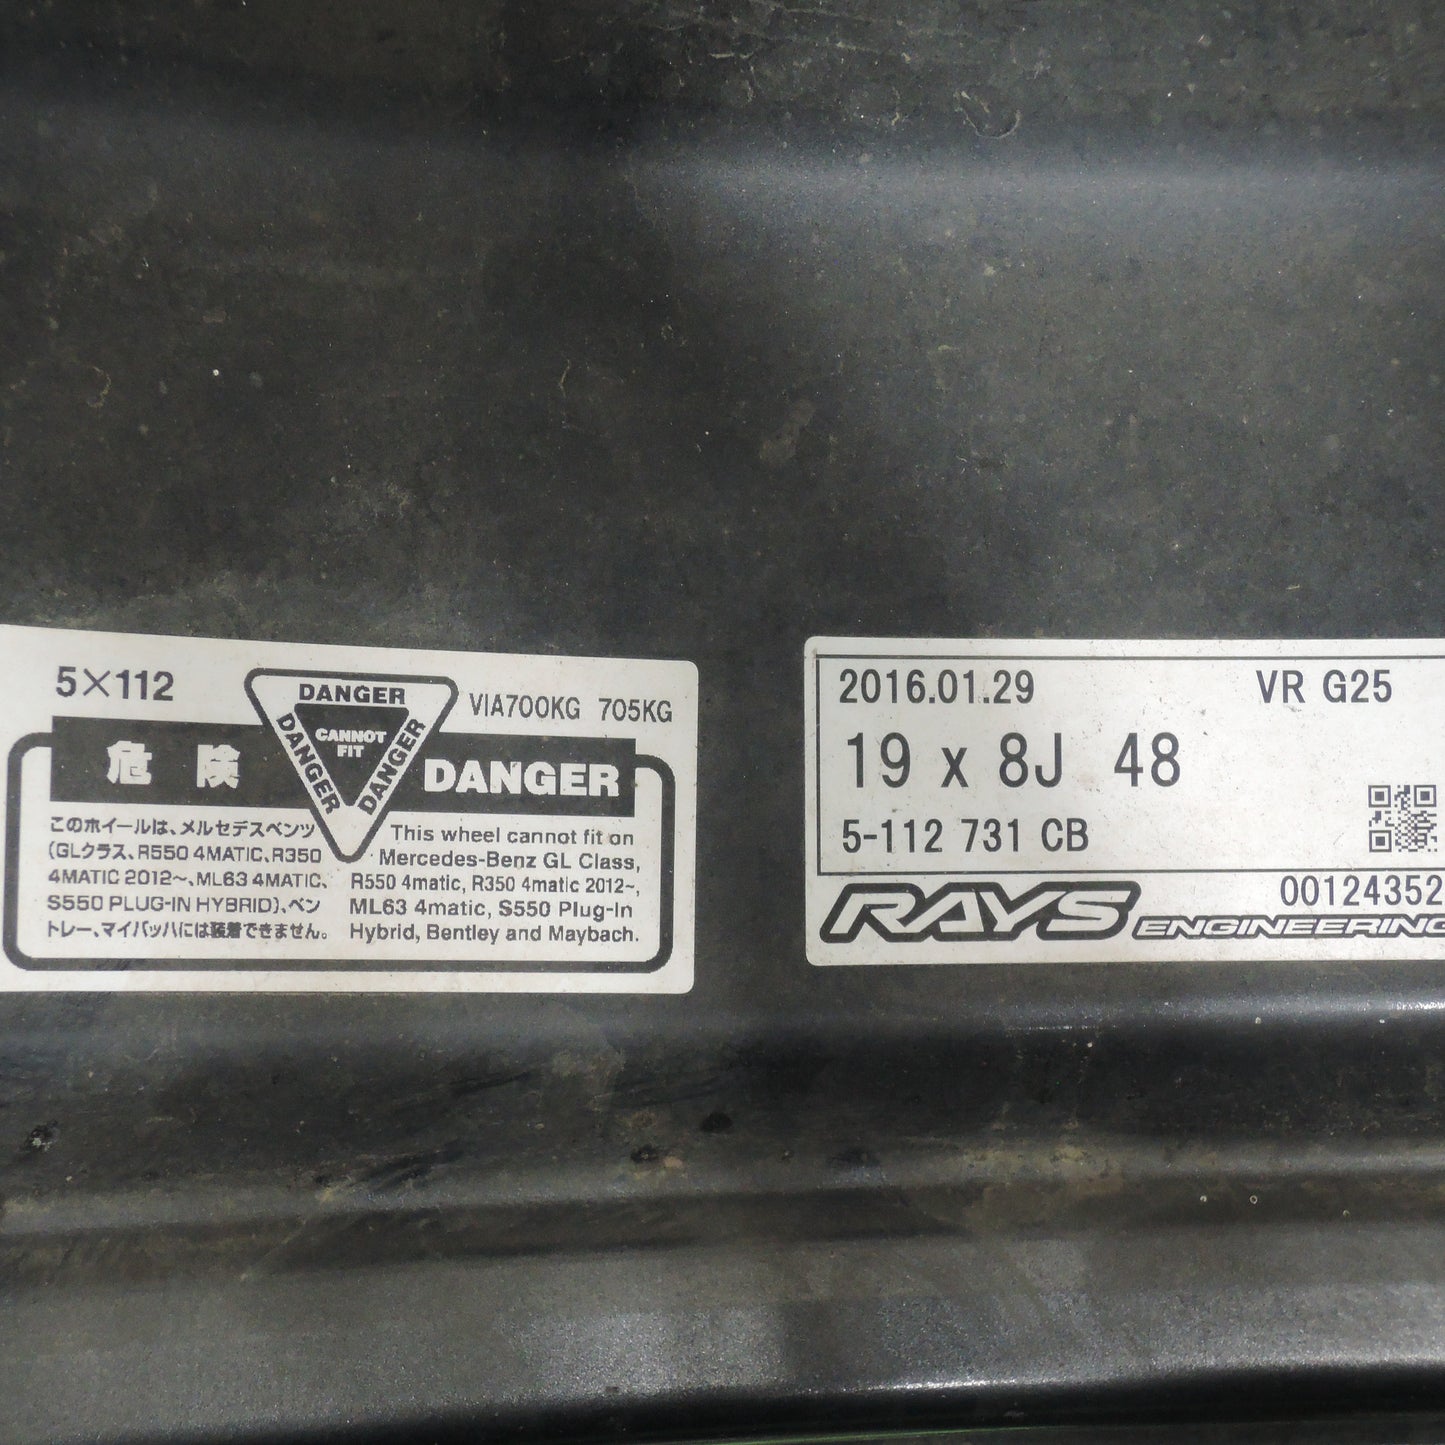 5×112
DANGER
DANGER
DANGER
CANNOT
FIT
VIA700KG 705KG
危険
DANGER
このホイールは、メルセデスベンツ
(GLクラス、R550 4MATIC、R350
4MATIC 2012~、ML63 4MATIC、
S550 PLUG-IN HYBRID)、ベン
トレー、マイバッハには装着できません。
This wheel cannot fit on
Mercedes-Benz GL Class,
R550 4matic, R350 4matic 2012~,
ML63 4matic, S550 Plug-In
Hybrid, Bentley and Maybach.
2016.01.29 VR G25
19 x 8J 48
5-112 731 CB
00124352
RAYS ENGINEERING